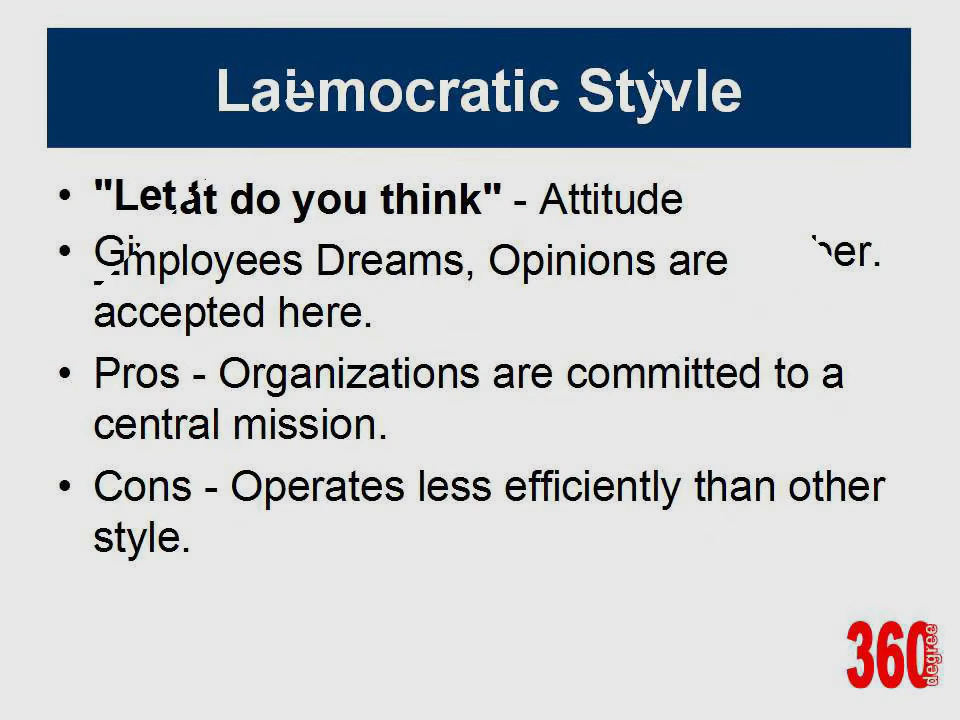 Laemocratic Style
• "Let at do you think" - Attitude
• Employees Dreams, Opinions are ber.
accepted here.
• Pros - Organizations are committed to a
central mission.
• Cons - Operates less efficiently than other
style.
360
degree